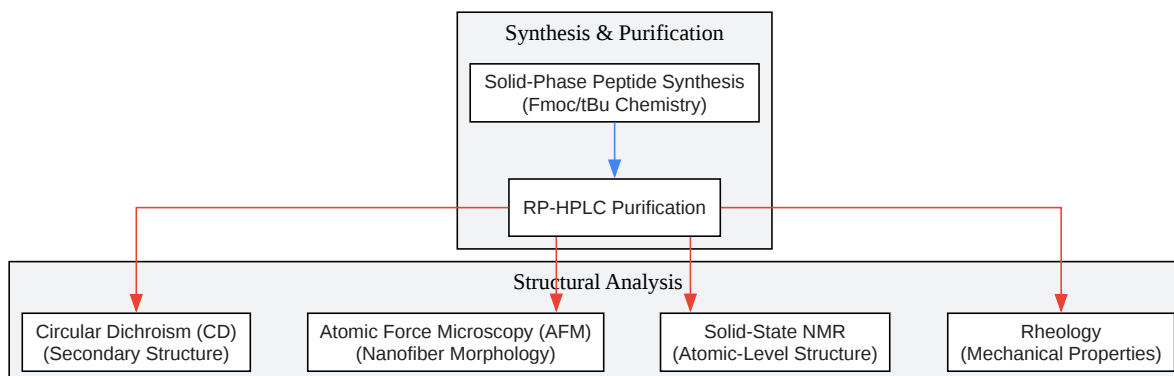 Synthesis & Purification
Solid-Phase Peptide Synthesis
(Fmoc/tBu Chemistry)
RP-HPLC Purification
Structural Analysis
Circular Dichroism (CD)
(Secondary Structure)
Atomic Force Microscopy (AFM)
(Nanofiber Morphology)
Solid-State NMR
(Atomic-Level Structure)
Rheology
(Mechanical Properties)